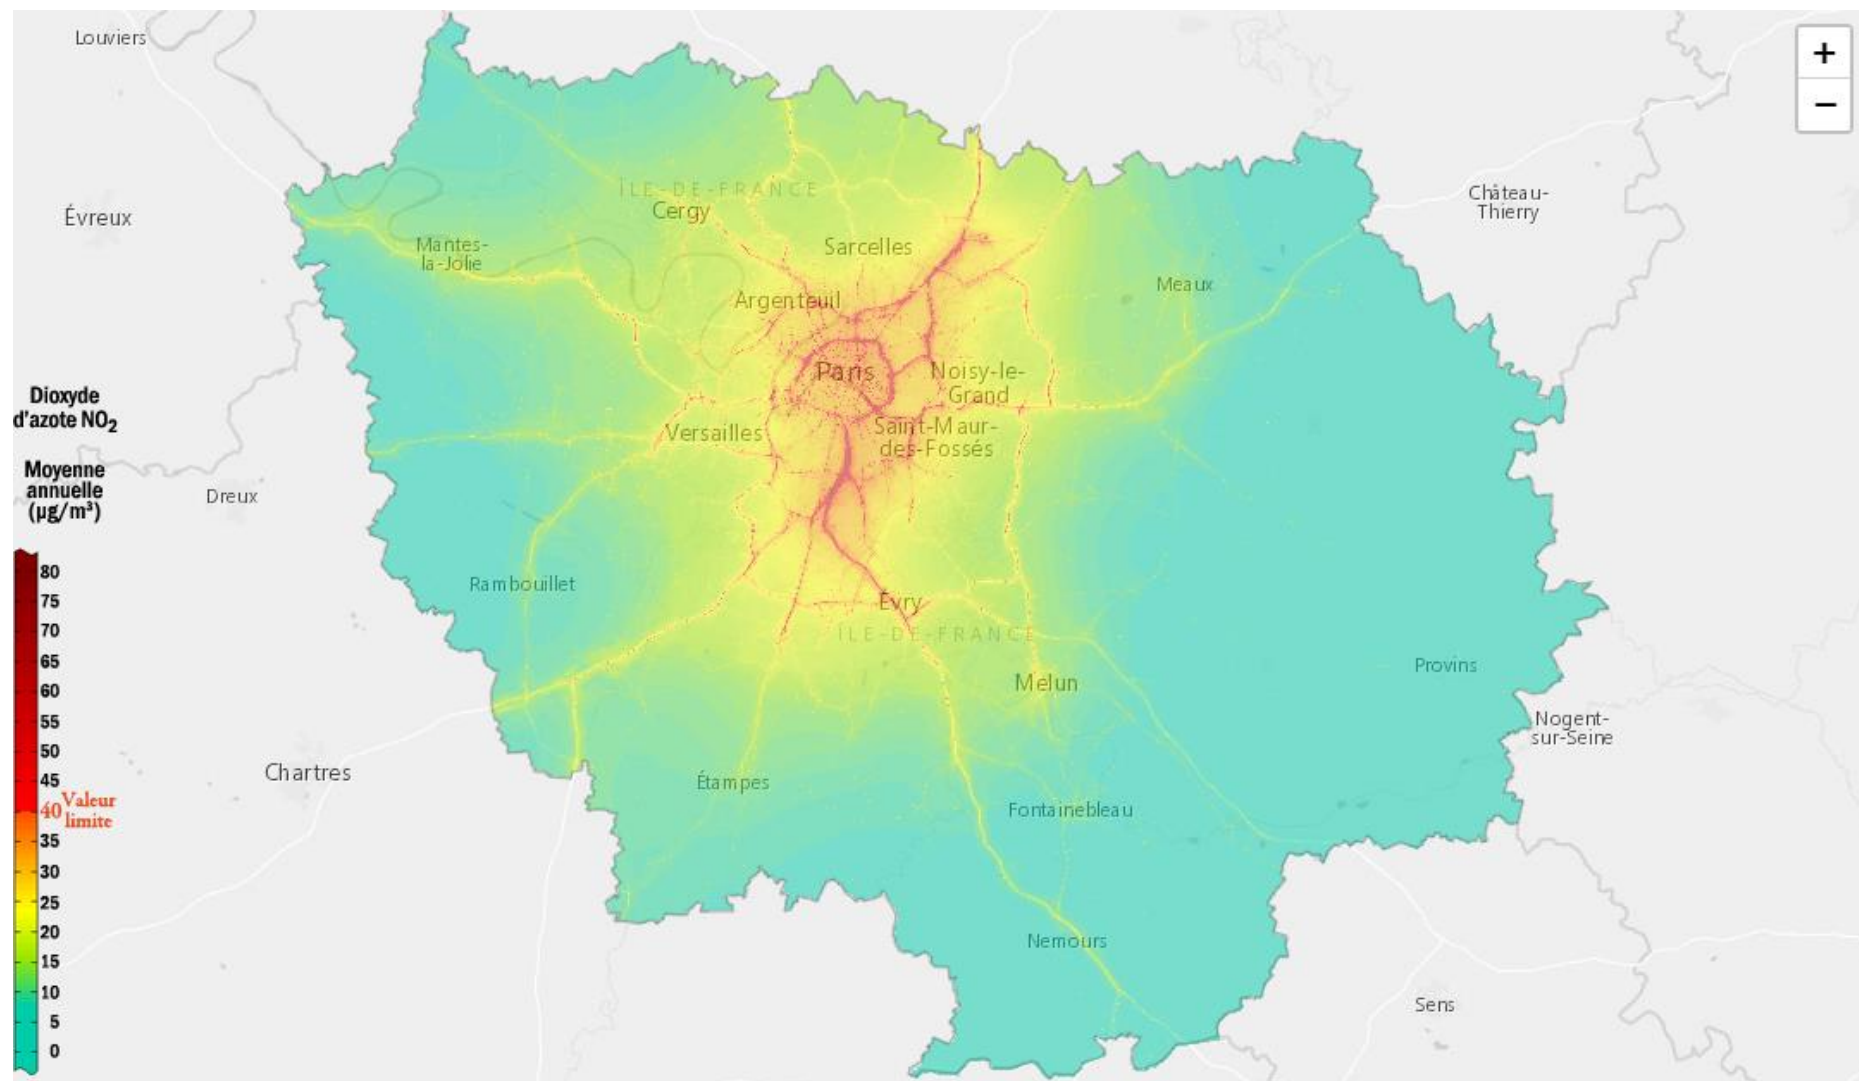 Louviers
+
−
Château-
Thierry
Évreux
ÎLE-DE-FRANCE
Cergy
Mantes-
la-Jolie
Sarcelles
Meaux
Argenteuil
Paris
Noisy-le-
Grand
Dioxyde
d'azote NO₂
Versailles
Saint-Maur-
des-Fossés
Moyenne
annuelle
(µg/m³)
Dreux
Rambouillet
Évry
ÎLE-DE-FRANCE
Provins
Melun
Nogent-
sur-Seine
Chartres
Étampes
Fontainebleau
Nemours
Sens
80
75
70
65
60
55
50
45
40 Valeur
limite
35
30
25
20
15
10
5
0